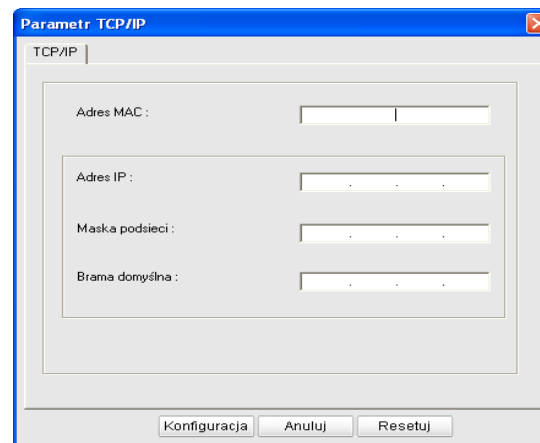 Parametr TCP/IP
TCP/IP
Adres MAC :
Adres IP : . . .
Maska podsieci : . . .
Brama domyślna : . . .
Konfiguracja Anuluj Resetuj